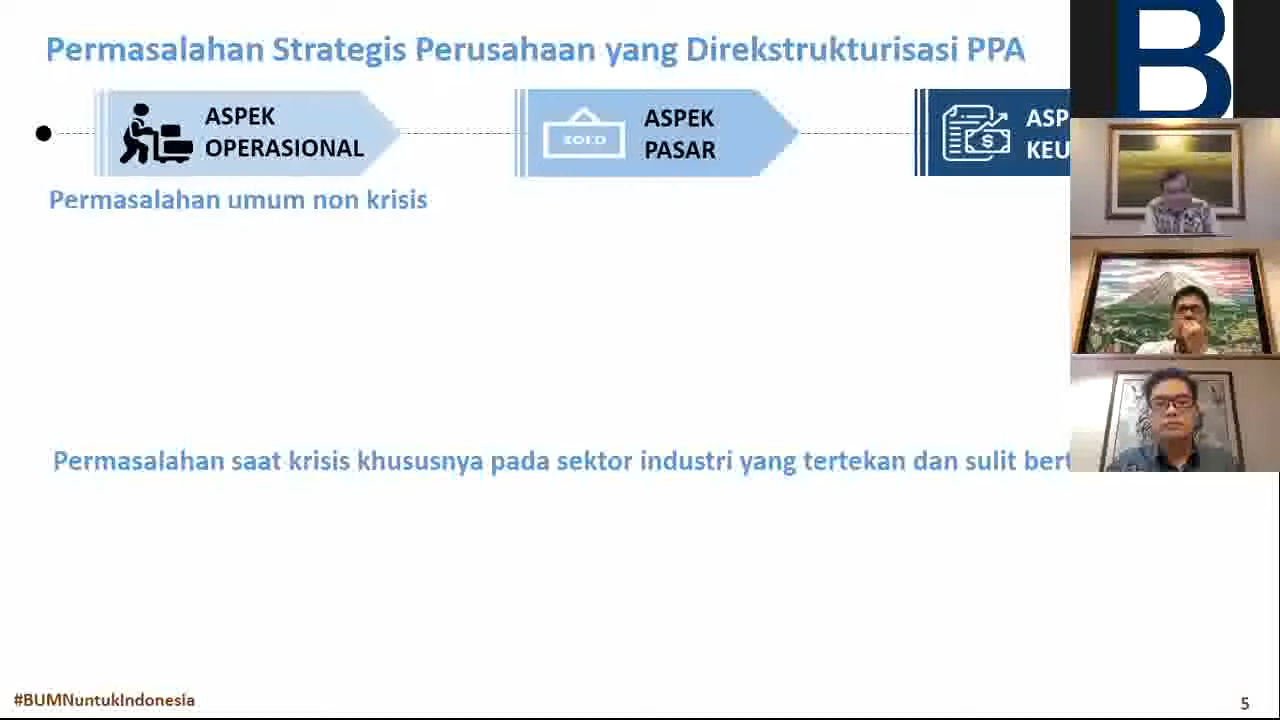 Permasalahan Strategis Perusahaan yang Direkstrukturisasi PPA
B
ASPEK
OPERASIONAL
SOLD
ASPEK
PASAR
$
ASP
KEU
Permasalahan umum non krisis
Permasalahan saat krisis khususnya pada sektor industri yang tertekan dan sulit bert
#BUMNuntukIndonesia
5